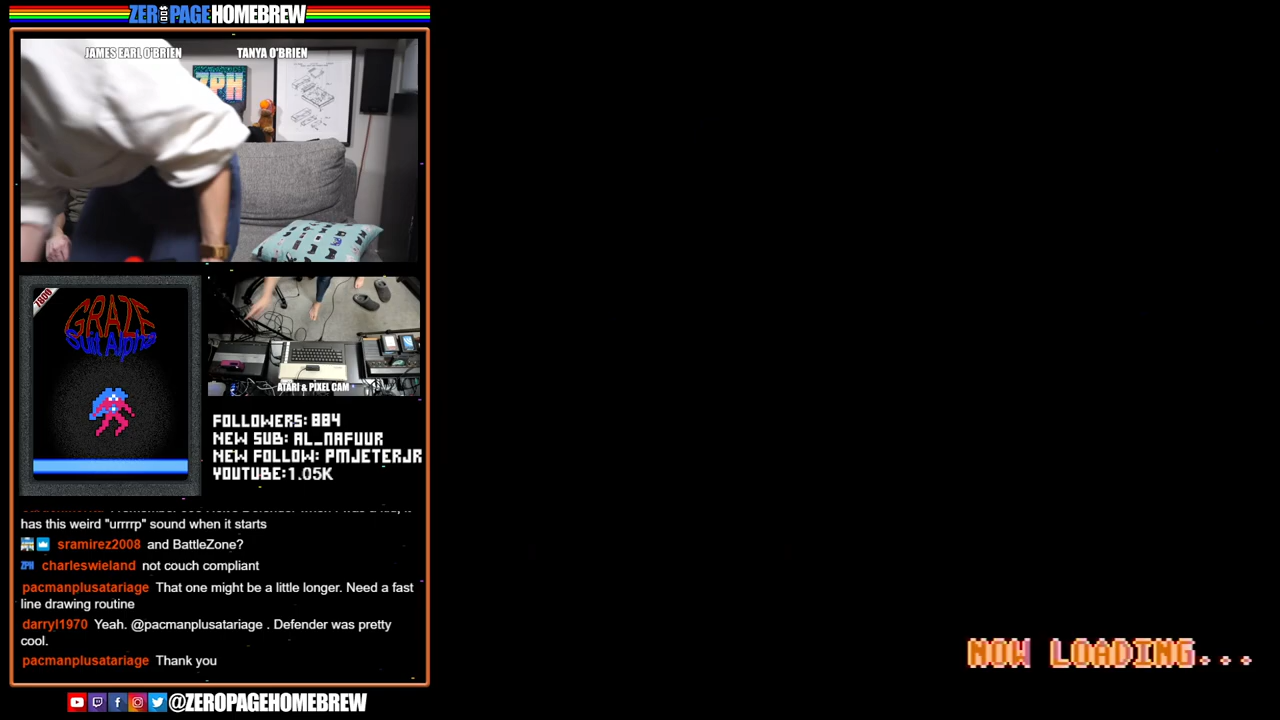 ZEROPAGE HOMEBREW
JAMES EARL O'BRIEN
TANYA O'BRIEN
ZPH
7800
GRAZE
Suit Alpha
ATARI & PIXEL CAM
FOLLOWERS: 884
NEW SUB: AL_NAFUUR
NEW FOLLOW: PMJETERJR
YOUTUBE:1.05K
has this weird "urrrrp" sound when it starts
sramirez2008 and BattleZone?
ZPH charleswieland not couch compliant
pacmanplusatariage That one might be a little longer. Need a fast
line drawing routine
darryl1970 Yeah. @pacmanplusatariage . Defender was pretty
cool.
pacmanplusatariage Thank you
NOW LOADING...
@ZEROPAGEHOMEBREW